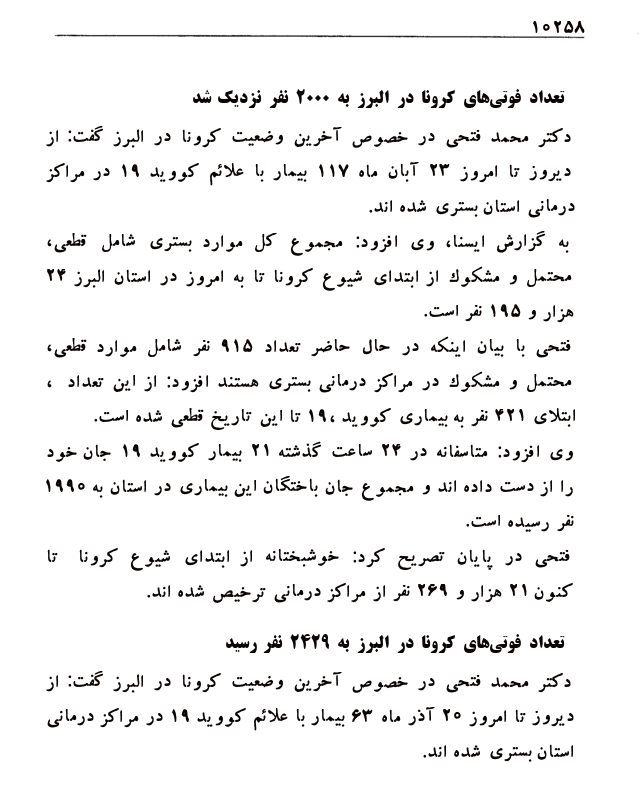 ۱۰۲۵۸
تعداد فوتی‌های کرونا در البرز به ۲۰۰۰ نفر نزدیک شد
دکتر محمد فتحی در خصوص آخرین وضعیت کرونا در البرز گفت: از
دیروز تا امروز ۲۳ آبان ماه ۱۱۷ بیمار با علائم کووید ۱۹ در مراکز
درمانی استان بستری شده اند.
به گزارش ایسنا، وی افزود: مجموع کل موارد بستری شامل قطعی،
محتمل و مشکوك از ابتدای شیوع کرونا تا به امروز در استان البرز ۲۴
هزار و ۱۹۵ نفر است.
فتحی با بیان اینکه در حال حاضر تعداد ۹۱۵ نفر شامل موارد قطعی،
محتمل و مشکوك در مراکز درمانی بستری هستند افزود: از این تعداد ،
ابتلای ۴۲۱ نفر به بیماری کووید ،۱۹ تا این تاریخ قطعی شده است.
وی افزود: متاسفانه در ۲۴ ساعت گذشته ۲۱ بیمار کووید ۱۹ جان خود
را از دست داده اند و مجموع جان باختگان این بیماری در استان به ۱۹۹۰
نفر رسیده است.
فتحی در پایان تصریح کرد: خوشبختانه از ابتدای شیوع کرونا تا
کنون ۲۱ هزار و ۲۶۹ نفر از مراکز درمانی ترخیص شده اند.
تعداد فوتی‌های کرونا در البرز به ۲۴۲۹ نفر رسید
دکتر محمد فتحی در خصوص آخرین وضعیت کرونا در البرز گفت: از
دیروز تا امروز ۲۰ آذر ماه ۶۳ بیمار با علائم کووید ۱۹ در مراکز درمانی
استان بستری شده اند.